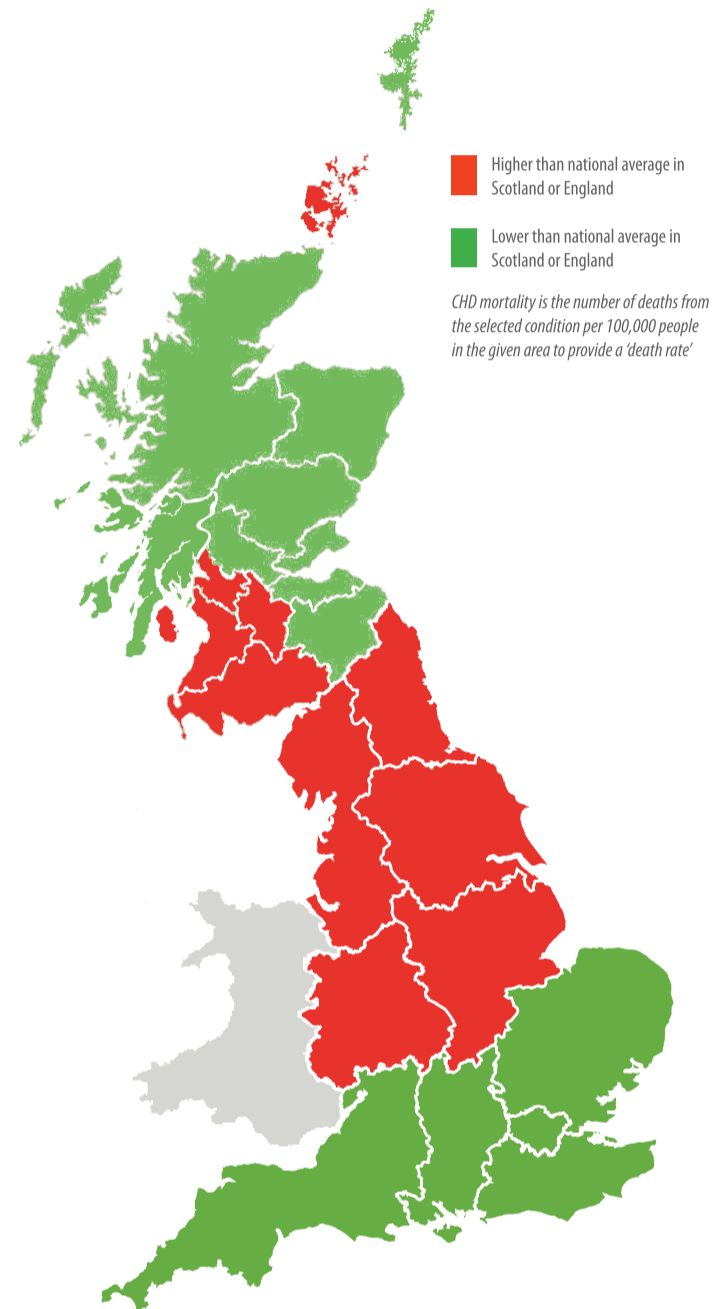 Higher than national average in
Scotland or England
Lower than national average in
Scotland or England
CHD mortality is the number of deaths from
the selected condition per 100,000 people
in the given area to provide a ‘death rate’